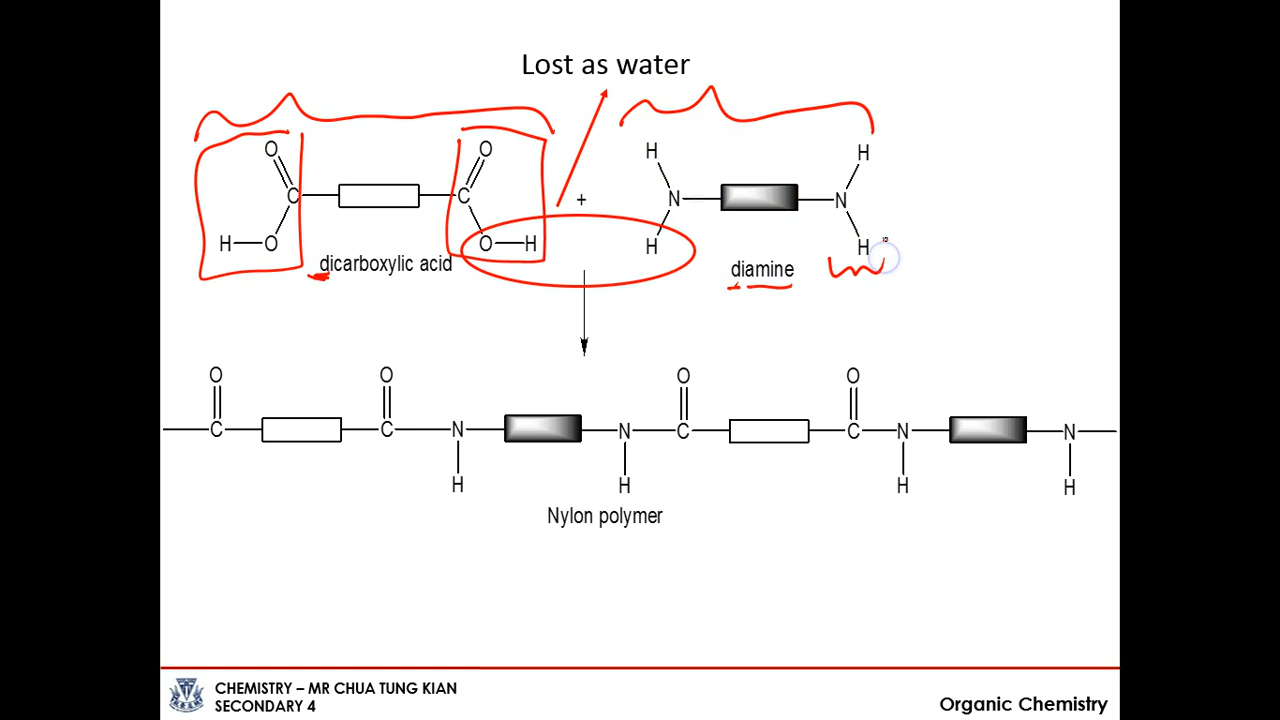 Lost as water
O O H H
C C + N N
H O O H H H
dicarboxylic acid diamine
O O O O
C C N N C C N N
H H H H
Nylon polymer
CHEMISTRY – MR CHUA TUNG KIAN
SECONDARY 4
Organic Chemistry